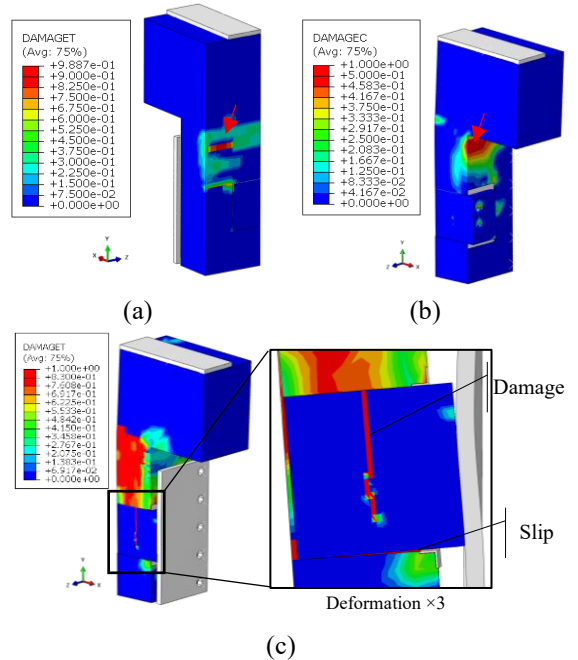 DAMAGET
(Avg: 75%)
+9.887e-01
+9.000e-01
+8.250e-01
+7.500e-01
+6.750e-01
+6.000e-01
+5.250e-01
+4.500e-01
+3.750e-01
+3.000e-01
+2.250e-01
+1.500e-01
+7.500e-02
+0.000e+00
Y
X
Z
(a)
DAMAGEC
(Avg: 75%)
+1.000e+00
+5.000e-01
+4.583e-01
+4.167e-01
+3.750e-01
+3.333e-01
+2.917e-01
+2.500e-01
+2.083e-01
+1.667e-01
+1.250e-01
+8.333e-02
+4.167e-02
+0.000e+00
Y
Z
X
(b)
DAMAGET
(Avg: 75%)
+1.000e+00
+8.300e-01
+7.608e-01
+6.917e-01
+6.225e-01
+5.533e-01
+4.842e-01
+4.150e-01
+3.458e-01
+2.767e-01
+2.075e-01
+1.383e-01
+6.917e-02
+0.000e+00
Y
Z
X
Damage
Slip
Deformation ×3
(c)